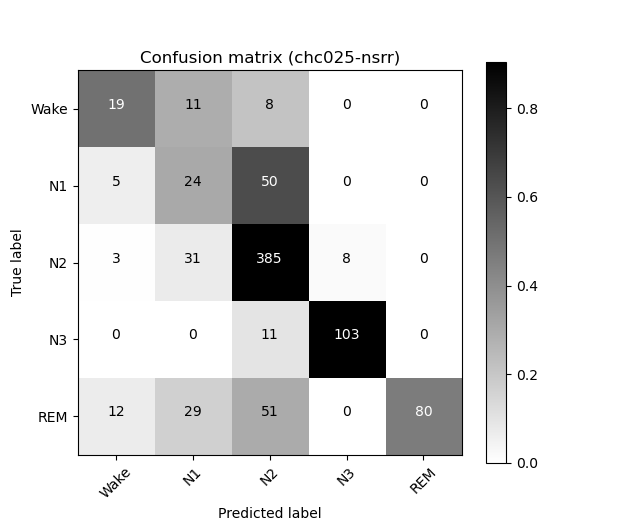 Confusion matrix (chc025-nsrr)
Wake 19 11 8 0 0
N1 5 24 50 0 0
N2 3 31 385 8 0
N3 0 0 11 103 0
REM 12 29 51 0 80
Wake N1 N2 N3 REM
Predicted label
True label
0.8
0.6
0.4
0.2
0.0